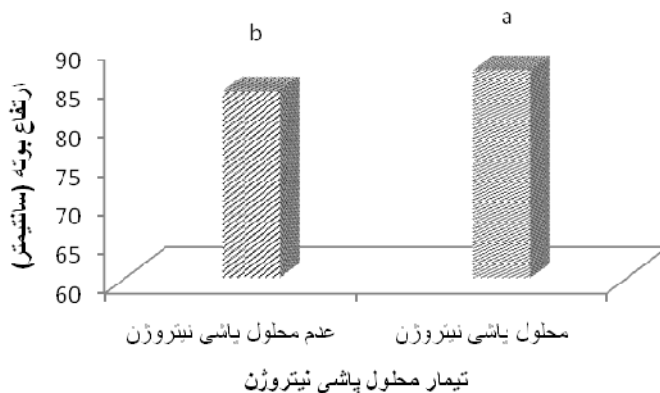 b
a
90
85
80
75
70
65
60
ارتفاع بوته (سانتیمتر)
عدم محلول پاشی نیتروژن
محلول پاشی نیتروژن
تیمار محلول پاشی نیتروژن